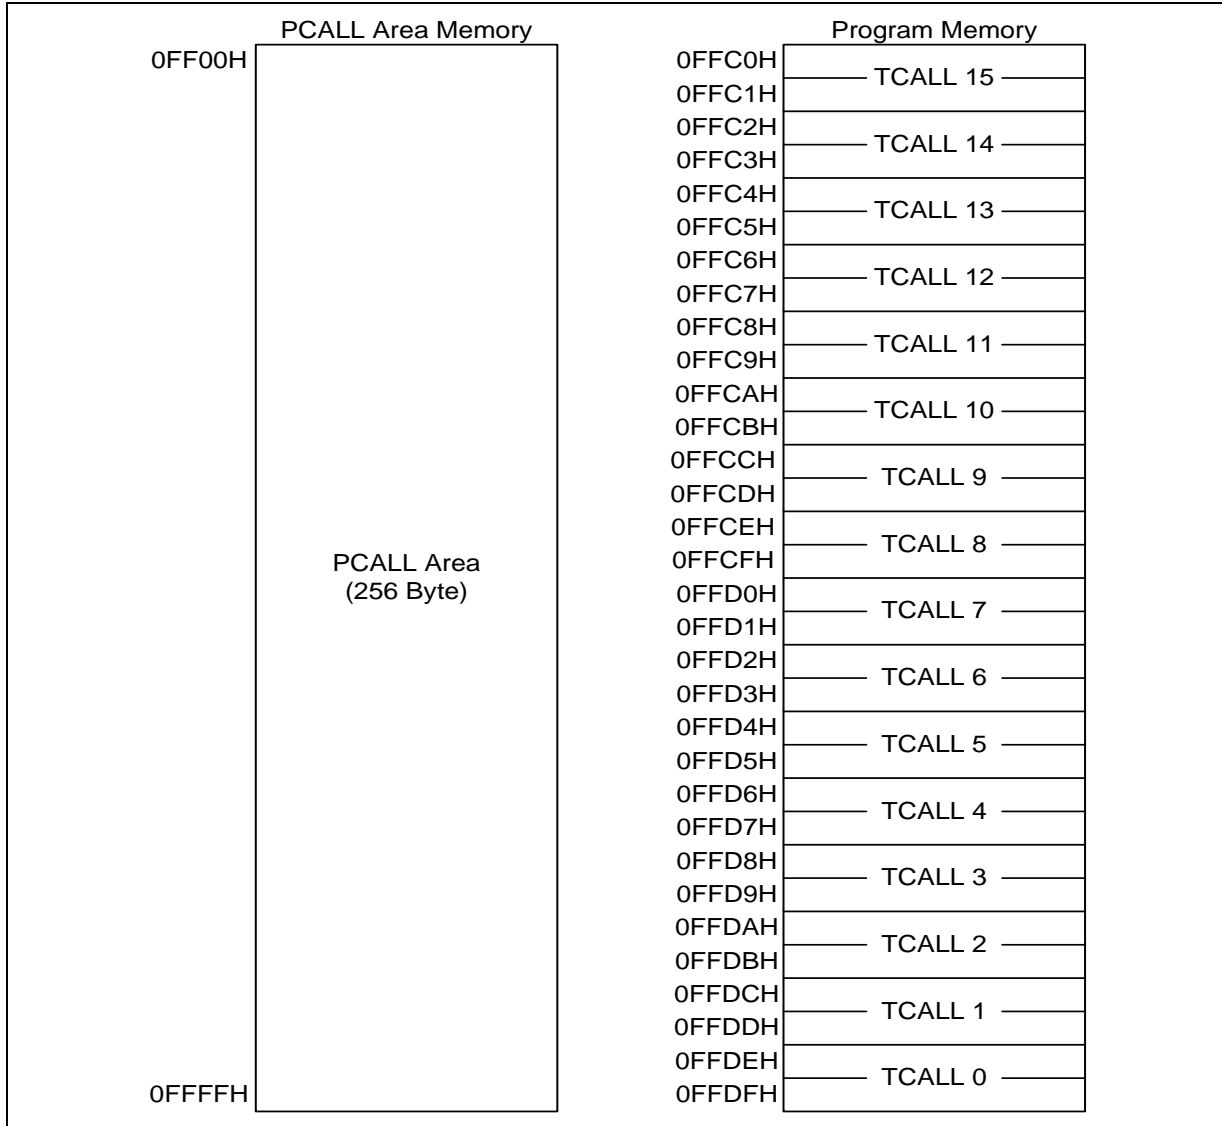 PCALL Area Memory
0FF00H
PCALL Area
(256 Byte)
0FFFFH
Program Memory
0FFC0H
TCALL 15
0FFC1H
0FFC2H
TCALL 14
0FFC3H
0FFC4H
TCALL 13
0FFC5H
0FFC6H
TCALL 12
0FFC7H
0FFC8H
TCALL 11
0FFC9H
0FFCAH
TCALL 10
0FFCBH
0FFCCH
TCALL 9
0FFCDH
0FFCEH
TCALL 8
0FFCFH
0FFD0H
TCALL 7
0FFD1H
0FFD2H
TCALL 6
0FFD3H
0FFD4H
TCALL 5
0FFD5H
0FFD6H
TCALL 4
0FFD7H
0FFD8H
TCALL 3
0FFD9H
0FFDAH
TCALL 2
0FFDBH
0FFDCH
TCALL 1
0FFDDH
0FFDEH
TCALL 0
0FFDFH